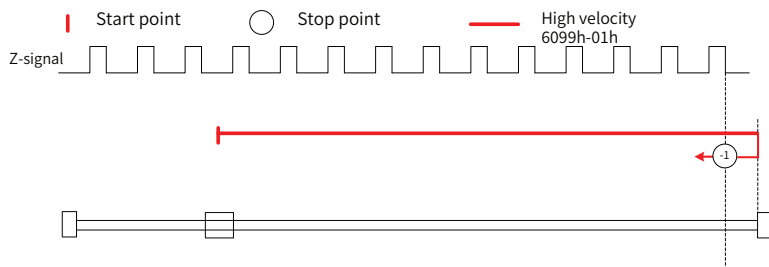 Start point
Stop point
High velocity
6099h-01h
Z-signal
-1